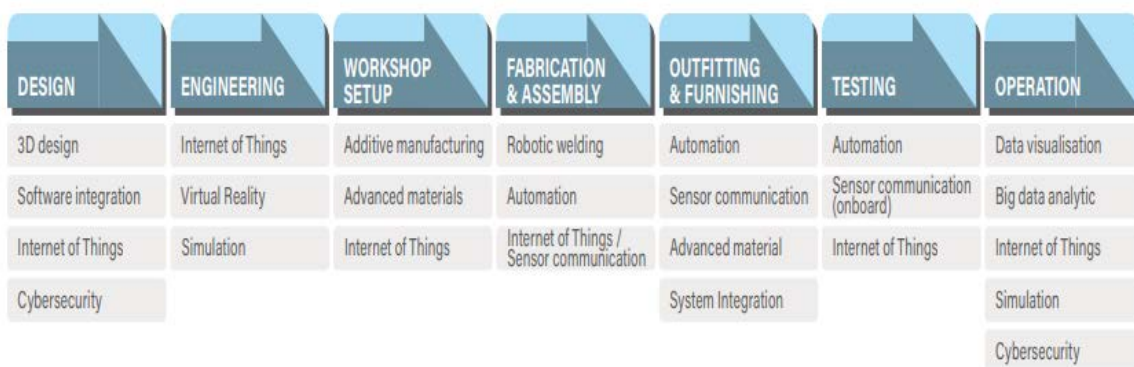 DESIGN
3D design
Software integration
Internet of Things
Cybersecurity
ENGINEERING
Internet of Things
Virtual Reality
Simulation
WORKSHOP
SETUP
Additive manufacturing
Advanced materials
Internet of Things
FABRICATION
& ASSEMBLY
Robotic welding
Automation
Internet of Things /
Sensor communication
OUTFITTING
& FURNISHING
Automation
Sensor communication
Advanced material
System Integration
TESTING
Automation
Sensor communication
(onboard)
Internet of Things
OPERATION
Data visualisation
Big data analytic
Internet of Things
Simulation
Cybersecurity